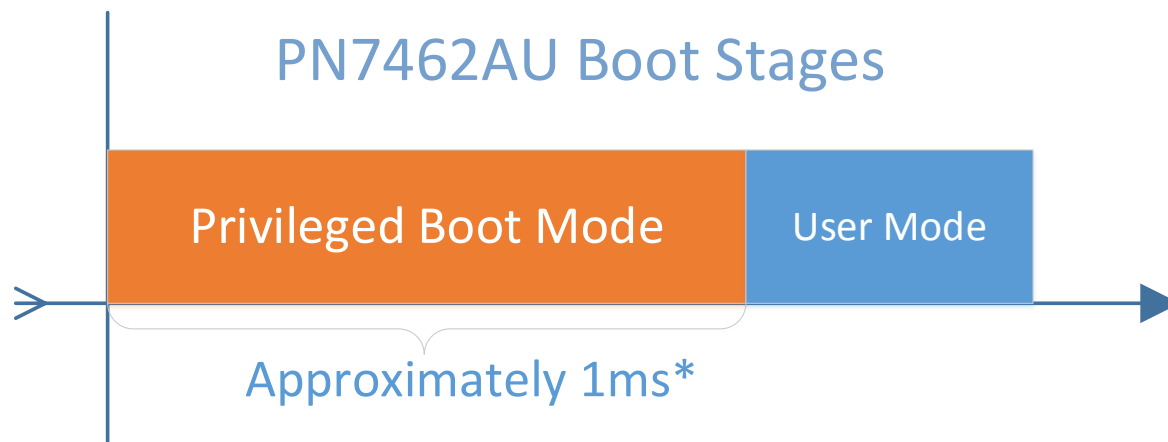 PN7462AU Boot Stages
Privileged Boot Mode
User Mode
Approximately 1ms*